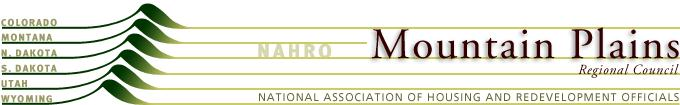 COLORADO
MONTANA
N. DAKOTA
S. DAKOTA
UTAH
WYOMING
NAHRO
Mountain Plains
Regional Council
NATIONAL ASSOCIATION OF HOUSING AND REDEVELOPMENT OFFICIALS